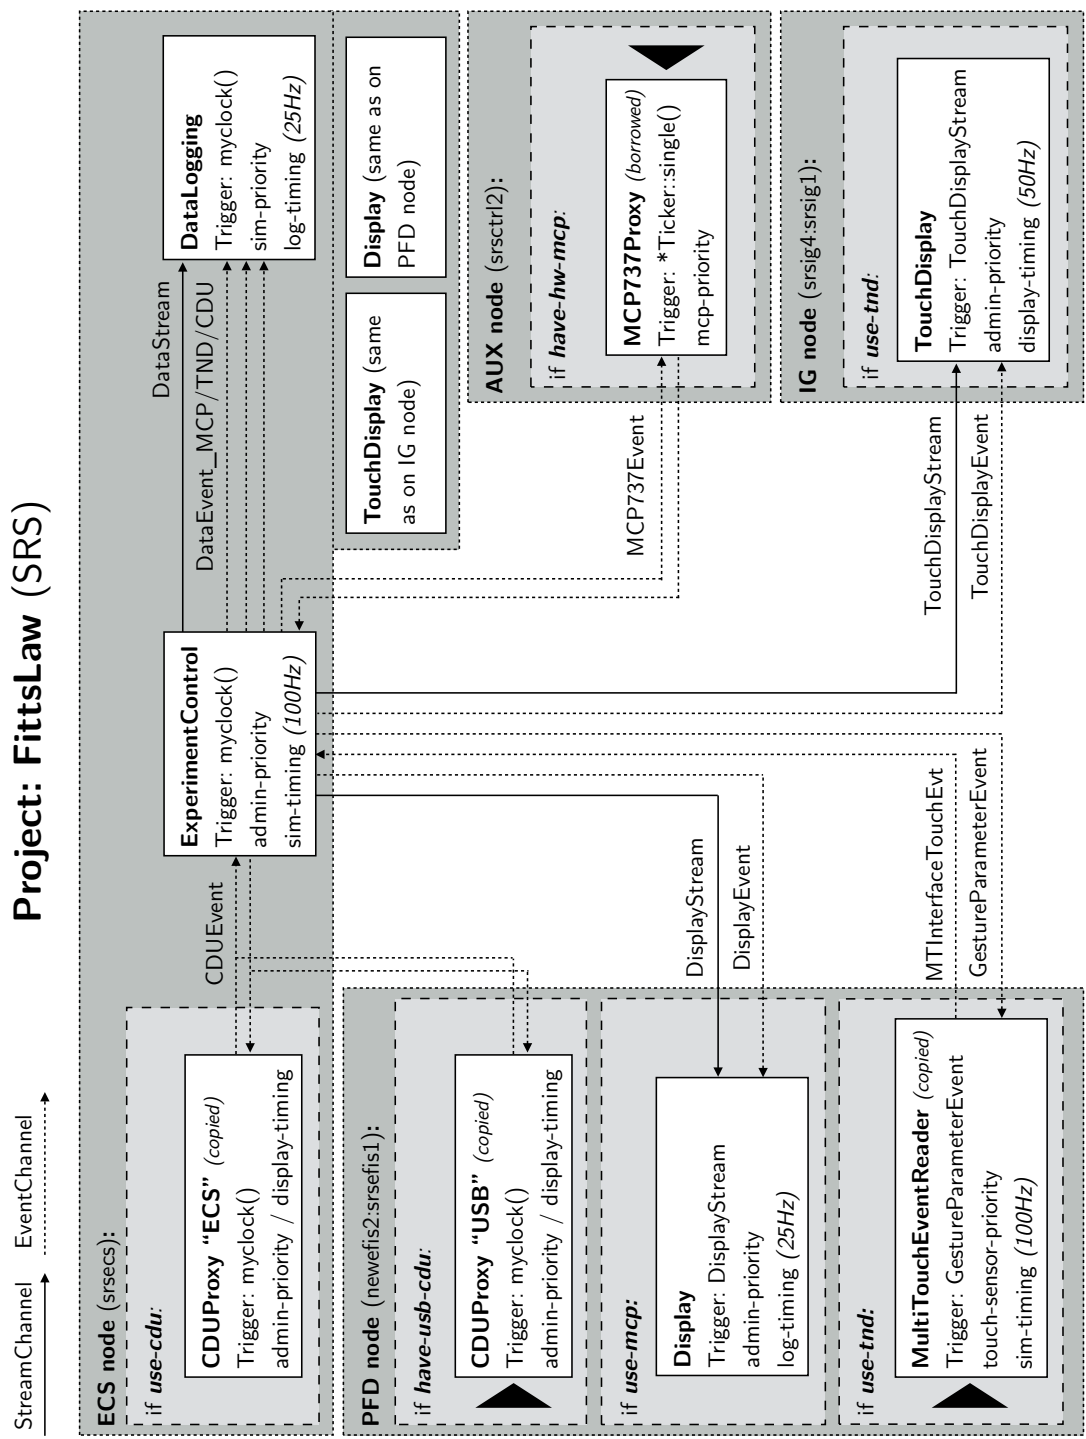 Project: FittsLaw (SRS)
StreamChannel
EventChannel
ECS node (srsecs):
if use-cdu:
CDUProxy “ECS” (copied)
Trigger: myclock()
admin-priority / display-timing
CDUEvent
ExperimentControl
Trigger: myclock()
admin-priority
sim-timing (100Hz)
DataStream
DataEvent_MCP/TND/CDU
DataLogging
Trigger: myclock()
sim-priority
log-timing (25Hz)
TouchDisplay (same
as on IG node)
Display (same as on
PFD node)
PFD node (newefis2:srsefis1):
if have-usb-cdu:
CDUProxy “USB” (copied)
Trigger: myclock()
admin-priority / display-timing
if use-mcp:
Display
Trigger: DisplayStream
admin-priority
log-timing (25Hz)
DisplayStream
DisplayEvent
if use-tnd:
MultiTouchEventReader (copied)
Trigger: GestureParameterEvent
touch-sensor-priority
sim-timing (100Hz)
MTInterfaceTouchEvt
GestureParameterEvent
AUX node (srsctrl2):
if have-hw-mcp:
MCP737Proxy (borrowed)
Trigger: *Ticker::single()
mcp-priority
MCP737Event
IG node (srsig4:srsig1):
if use-tnd:
TouchDisplay
Trigger: TouchDisplayStream
admin-priority
display-timing (50Hz)
TouchDisplayStream
TouchDisplayEvent